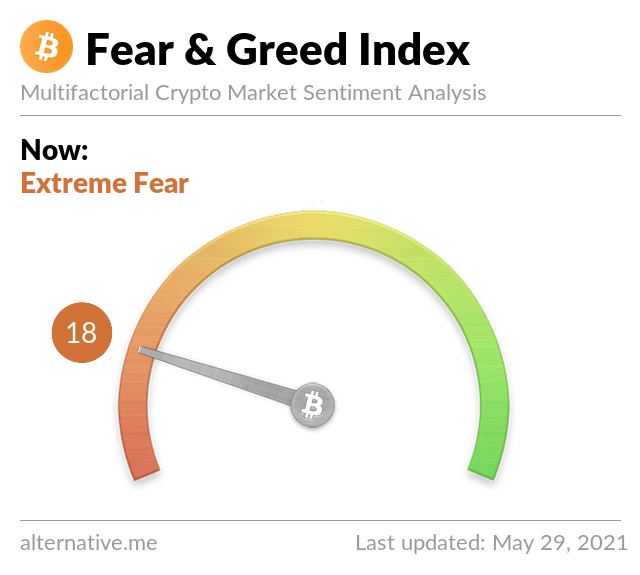 Fear & Greed Index
Multifactorial Crypto Market Sentiment Analysis
Now:
Extreme Fear
18
alternative.me
Last updated: May 29, 2021